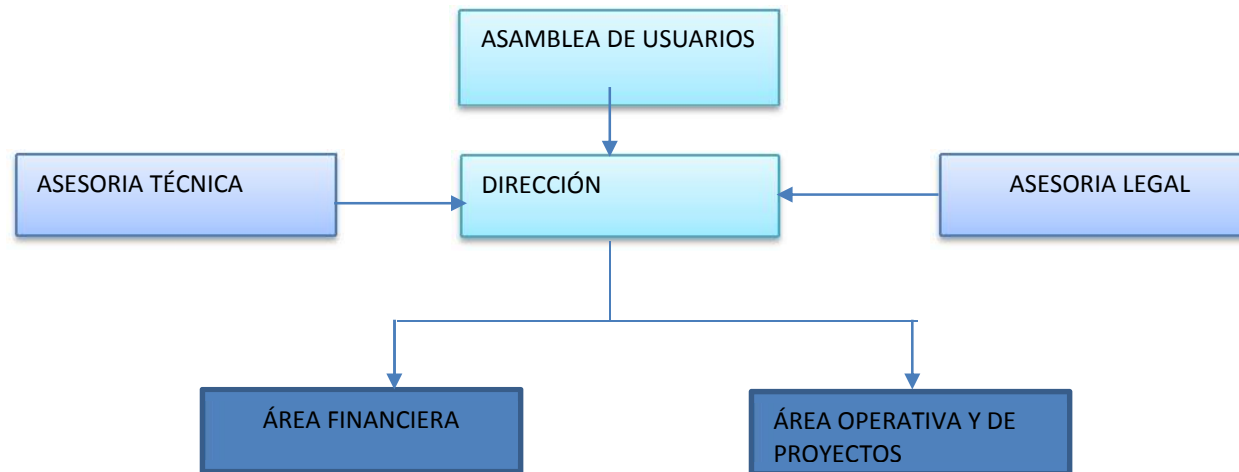 ASAMBLEA DE USUARIOS
ASESORIA TÉCNICA
DIRECCIÓN
ASESORIA LEGAL
ÁREA FINANCIERA
ÁREA OPERATIVA Y DE
PROYECTOS